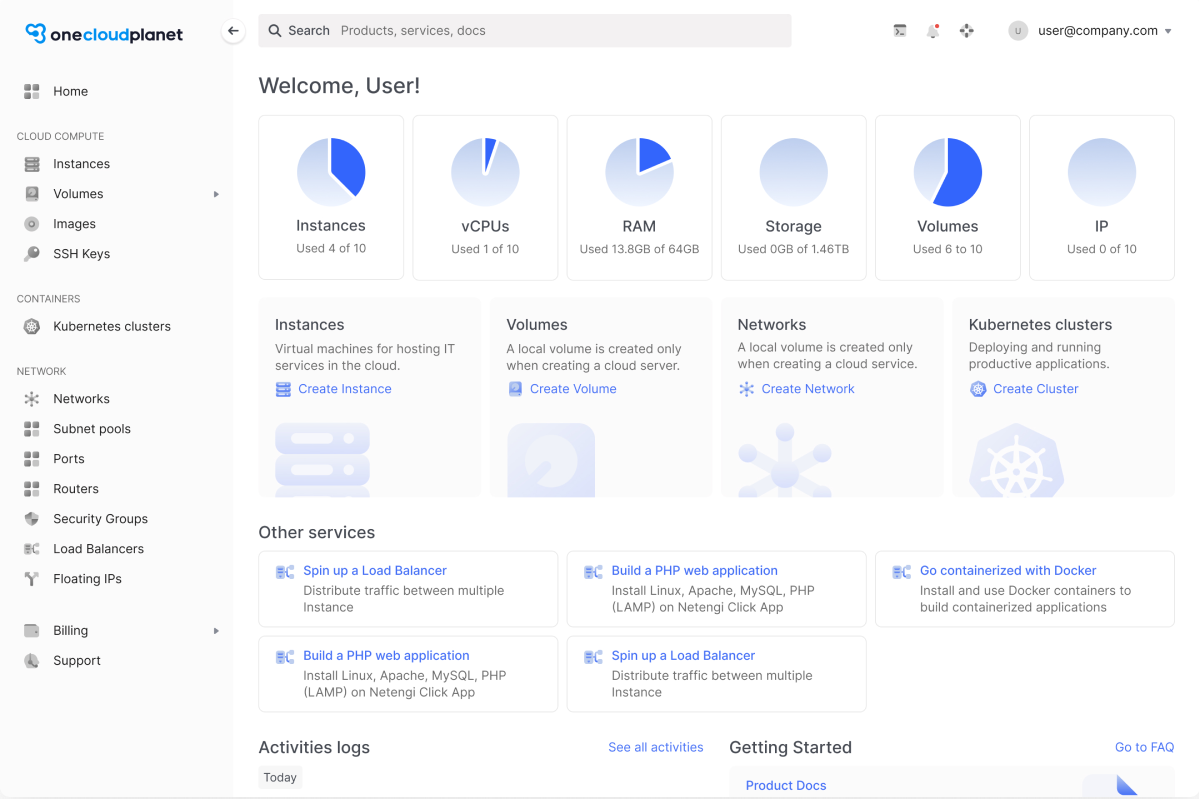 onecloudplanet
Home
CLOUD COMPUTE
Instances
Volumes
Images
SSH Keys
CONTAINERS
Kubernetes clusters
NETWORK
Networks
Subnet pools
Ports
Routers
Security Groups
Load Balancers
Floating IPs
Billing
Support
Search Products, services, docs
U user@company.com
Welcome, User!
Instances
Used 4 of 10
vCPUs
Used 1 of 10
RAM
Used 13.8GB of 64GB
Storage
Used 0GB of 1.46TB
Volumes
Used 6 to 10
IP
Used 0 of 10
Instances
Virtual machines for hosting IT
services in the cloud.
Create Instance
Volumes
A local volume is created only
when creating a cloud server.
Create Volume
Networks
A local volume is created only
when creating a cloud service.
Create Network
Kubernetes clusters
Deploying and running
productive applications.
Create Cluster
Other services
Spin up a Load Balancer
Distribute traffic between multiple
Instance
Build a PHP web application
Install Linux, Apache, MySQL, PHP
(LAMP) on Netengi Click App
Go containerized with Docker
Install and use Docker containers to
build containerized applications
Build a PHP web application
Install Linux, Apache, MySQL, PHP
(LAMP) on Netengi Click App
Spin up a Load Balancer
Distribute traffic between multiple
Instance
Activities logs
See all activities
Today
Getting Started
Go to FAQ
Product Docs